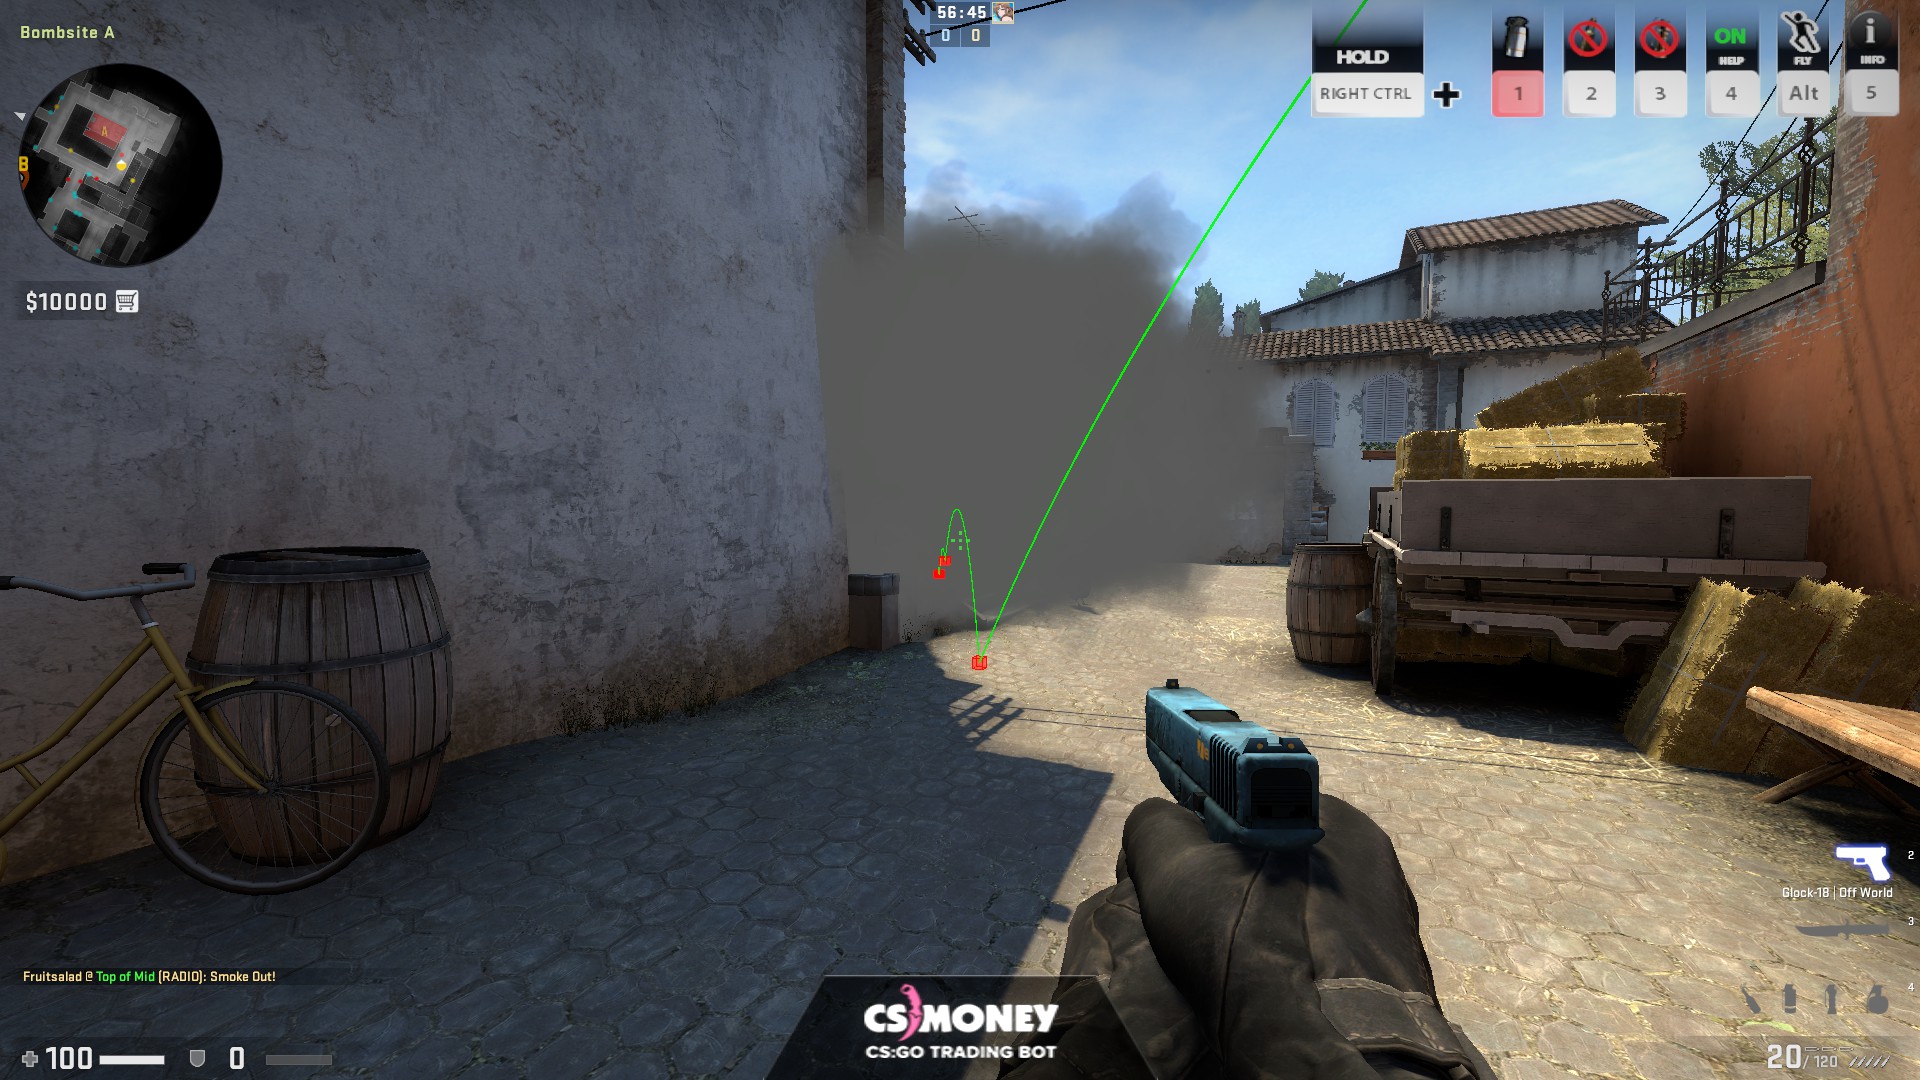 Bombsite A
56:45
0 0
HOLD
RIGHT CTRL
1
2
3
ON
HELP
4
FLY
Alt
i
INFO
5
A
B
$10000
2
Glock-18 | Off World
3
4
Fruitsalad @ Top of Mid (RADIO): Smoke Out!
CS MONEY
CS:GO TRADING BOT
100 0
20/ 120